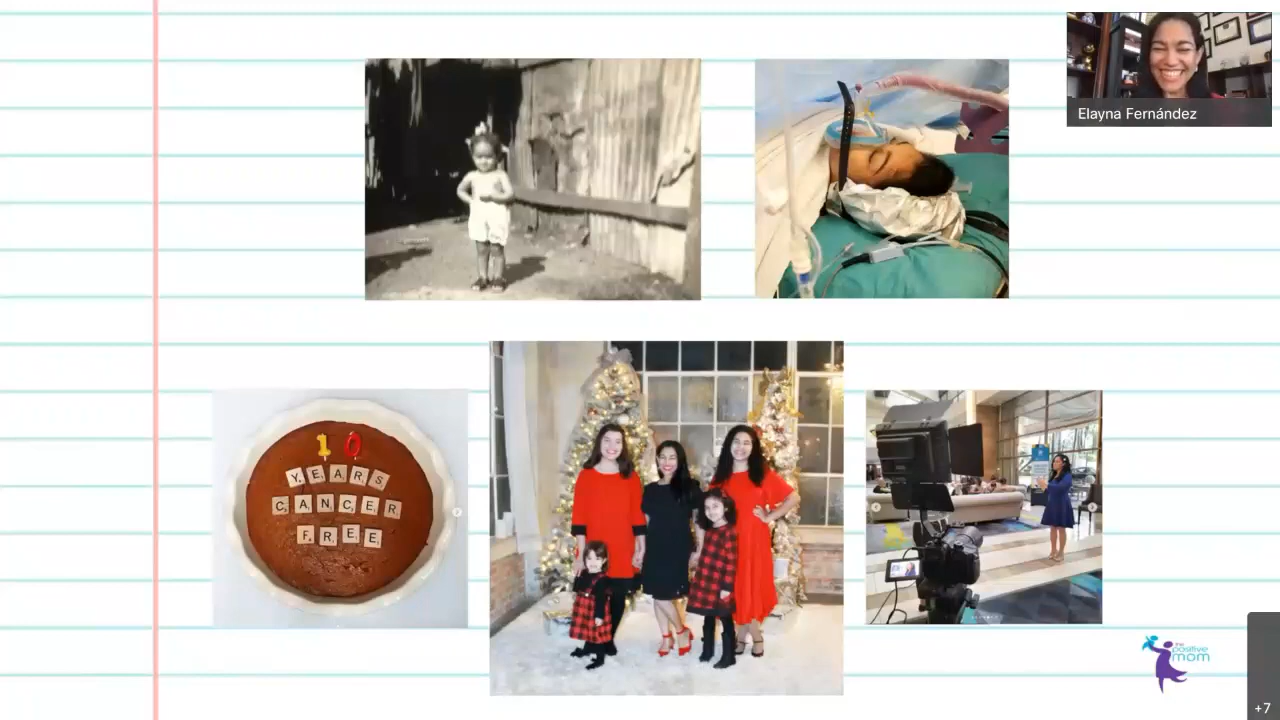 Elayna Fernández
10
YEARS
CANCER
FREE
the
positive
mom
+7